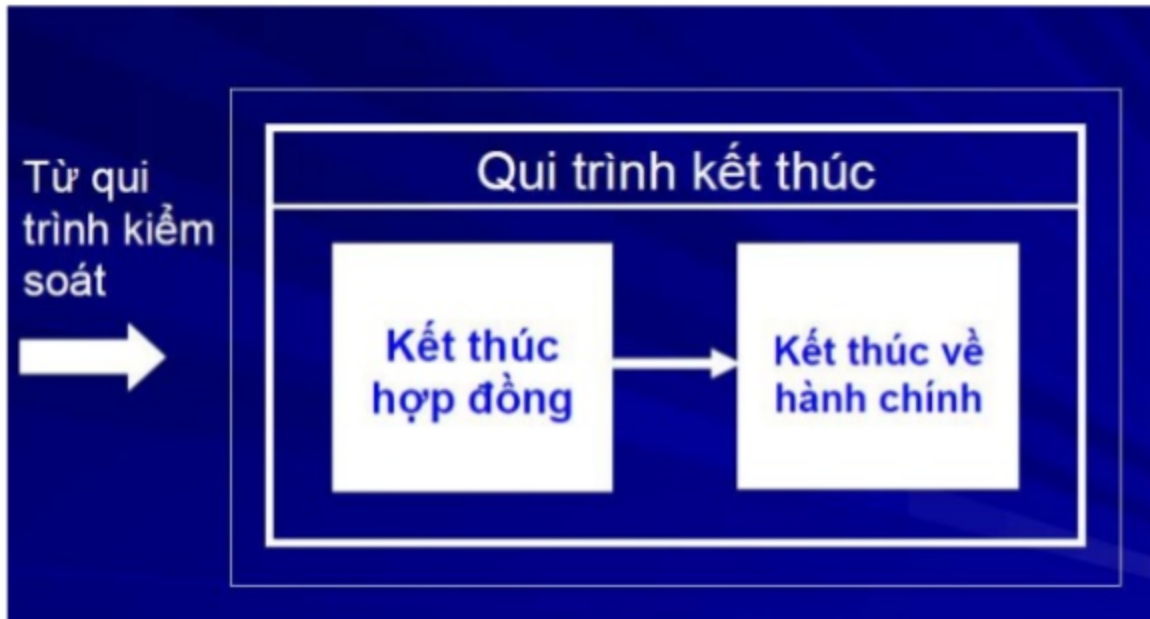 Từ qui
trình kiểm
soát
Qui trình kết thúc
Kết thúc
hợp đồng
Kết thúc về
hành chính